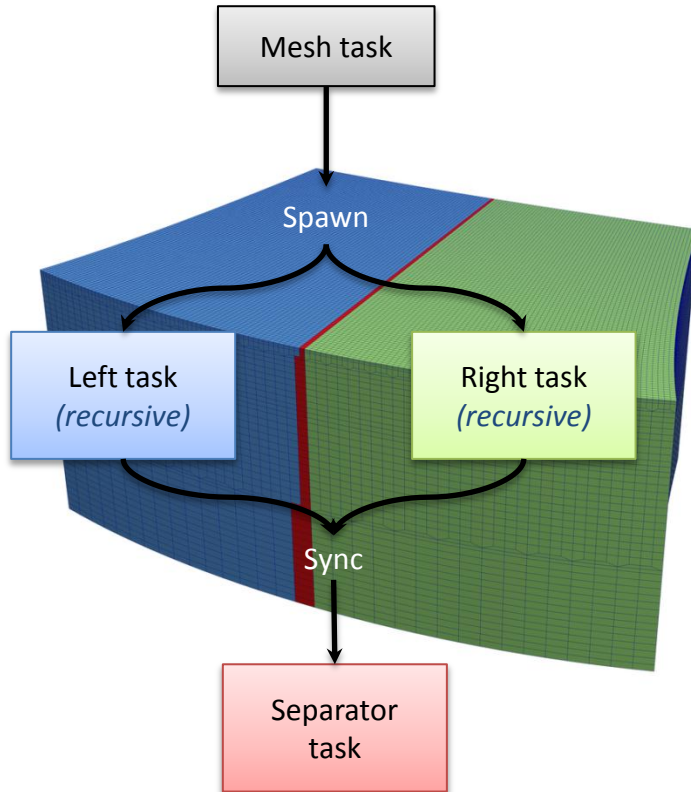 Mesh task
Spawn
Left task
(recursive)
Right task
(recursive)
Sync
Separator
task